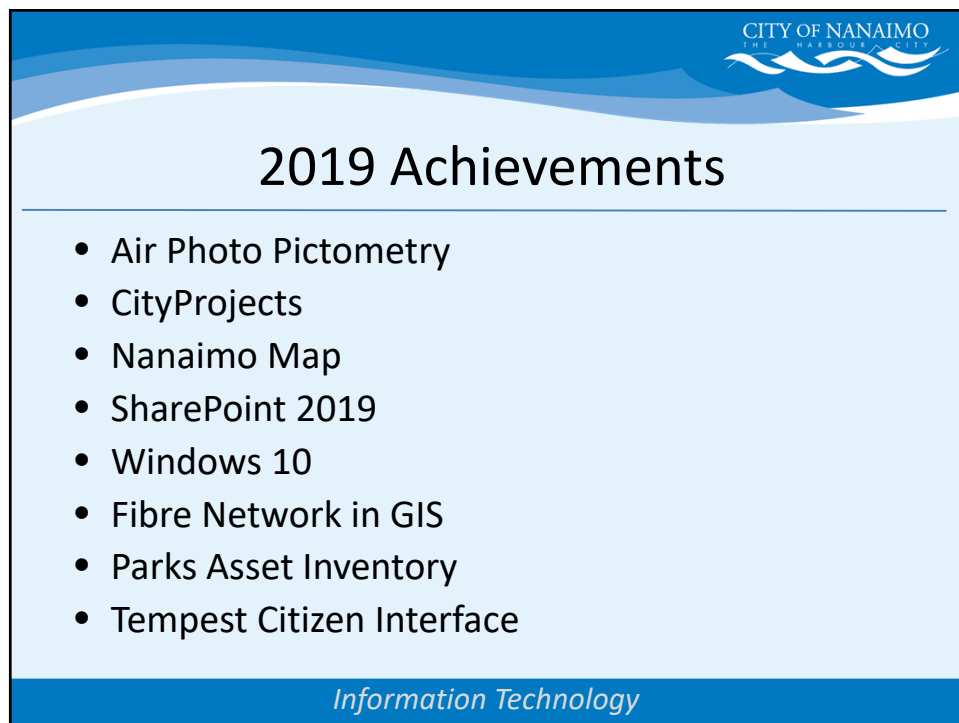 CITY OF NANAIMO
THE HARBOUR CITY
2019 Achievements
• Air Photo Pictometry
• CityProjects
• Nanaimo Map
• SharePoint 2019
• Windows 10
• Fibre Network in GIS
• Parks Asset Inventory
• Tempest Citizen Interface
Information Technology